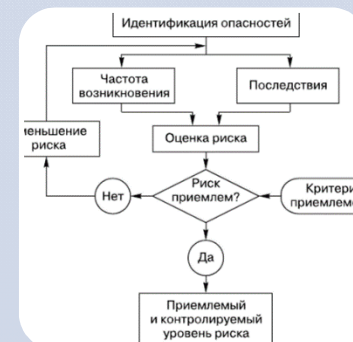 Идентификация опасностей
Частота
возникновения
Последствия
Оценка риска
риска
Риск
приемлем?
Нет
Да
Приемлемый
и контролируемый
уровень риска